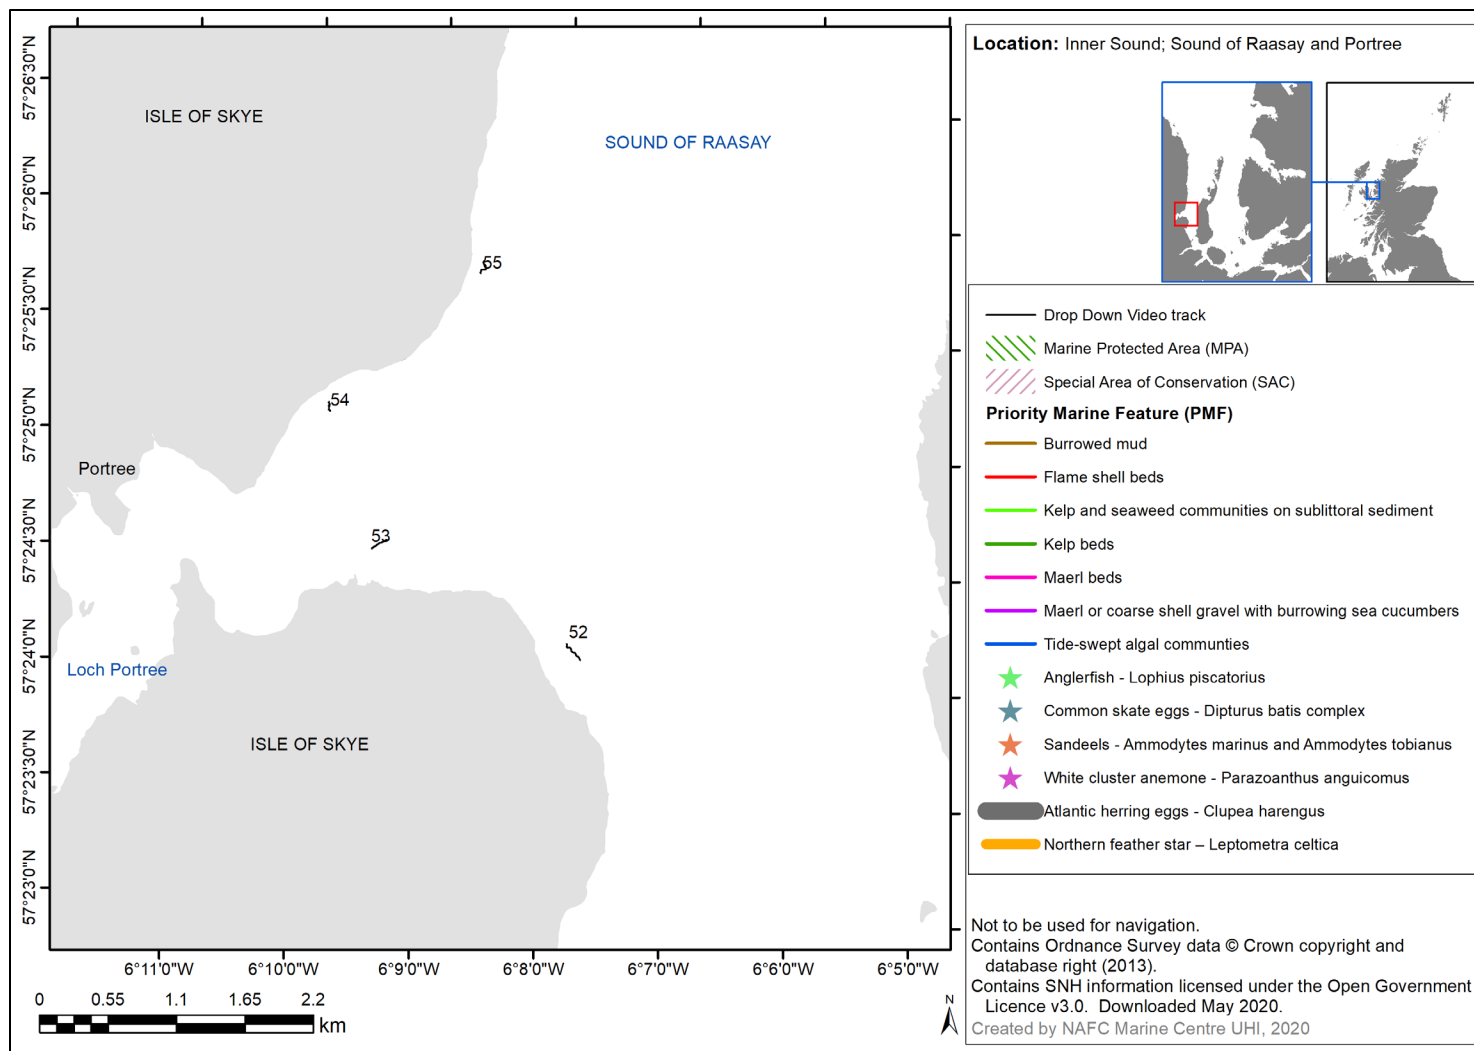 Location: Inner Sound; Sound of Raasay and Portree
57°26'30"N
57°26'0"N
57°25'30"N
57°25'0"N
57°24'30"N
57°24'0"N
57°23'30"N
57°23'0"N
ISLE OF SKYE
SOUND OF RAASAY
55
54
Portree
53
52
Loch Portree
ISLE OF SKYE
6°11'0"W
6°10'0"W
6°9'0"W
6°8'0"W
6°7'0"W
6°6'0"W
6°5'0"W
0 0.55 1.1 1.65 2.2
km
N
Drop Down Video track
Marine Protected Area (MPA)
Special Area of Conservation (SAC)
Priority Marine Feature (PMF)
Burrowed mud
Flame shell beds
Kelp and seaweed communities on sublittoral sediment
Kelp beds
Maerl beds
Maerl or coarse shell gravel with burrowing sea cucumbers
Tide-swept algal communties
Anglerfish - Lophius piscatorius
Common skate eggs - Dipturus batis complex
Sandeels - Ammodytes marinus and Ammodytes tobianus
White cluster anemone - Parazoanthus anguicomus
Atlantic herring eggs - Clupea harengus
Northern feather star – Leptometra celtica
Not to be used for navigation.
Contains Ordnance Survey data © Crown copyright and
database right (2013).
Contains SNH information licensed under the Open Government
Licence v3.0. Downloaded May 2020.
Created by NAFC Marine Centre UHI, 2020